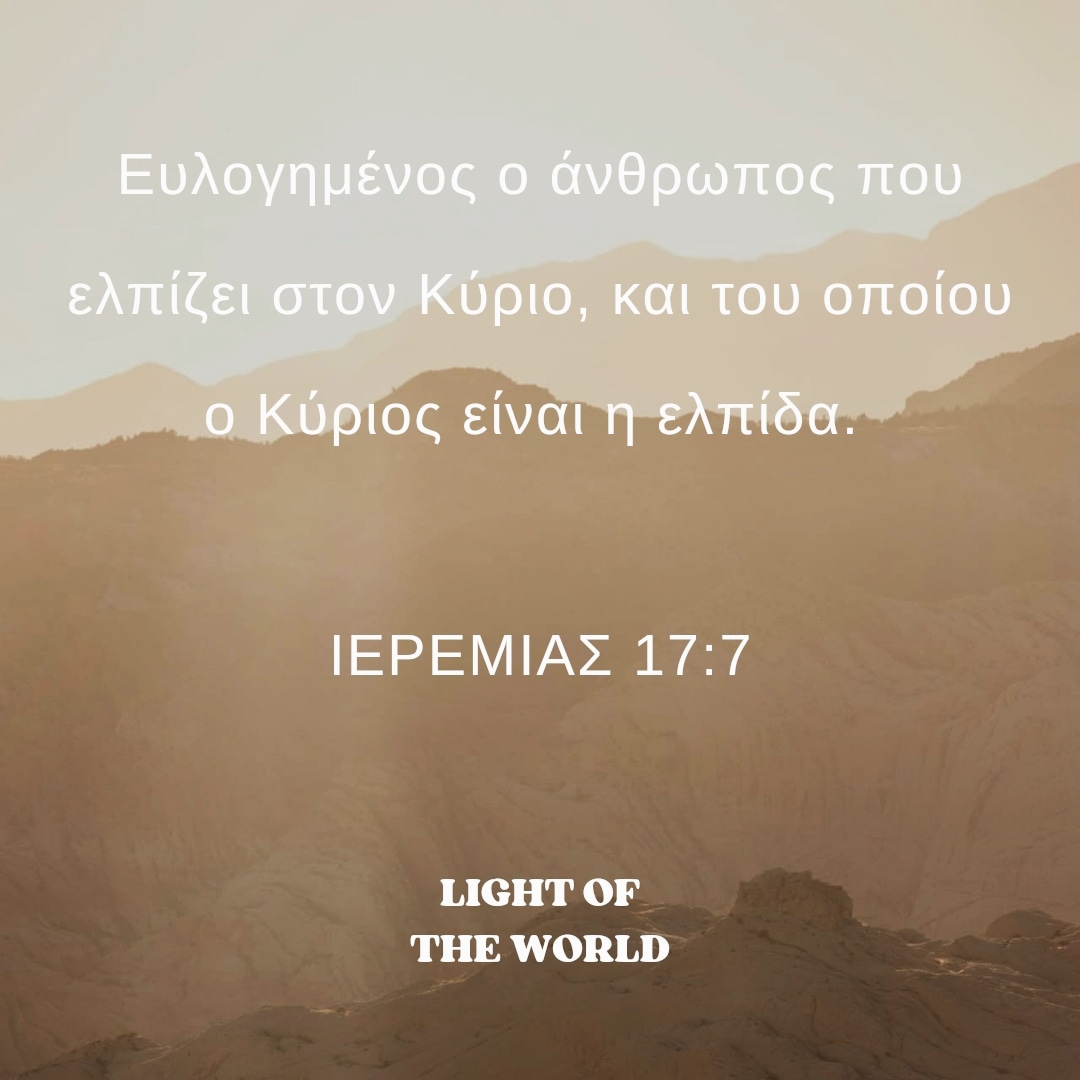 Ευλογημένος ο άνθρωπος που
ελπίζει στον Κύριο, και του οποίου
ο Κύριος είναι η ελπίδα.
ΙΕΡΕΜΙΑΣ 17:7
LIGHT OF
THE WORLD